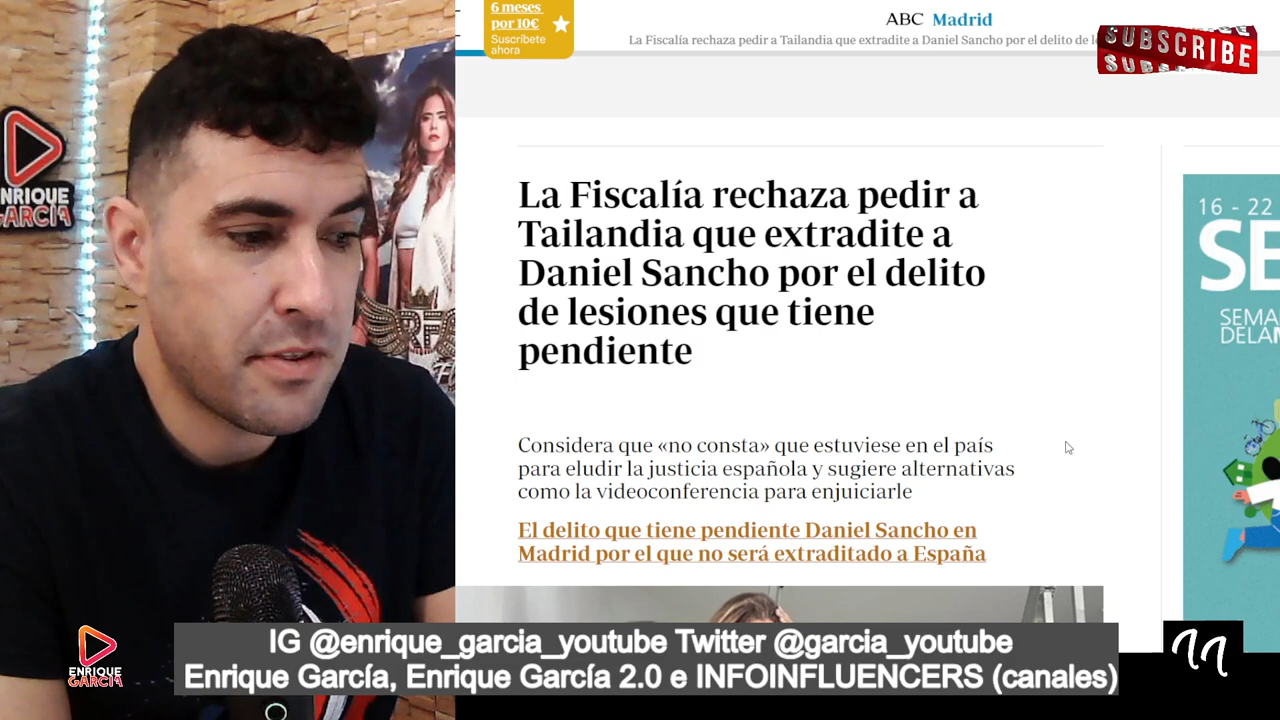 6 meses
por 10€
Suscríbete
ahora
ABC Madrid
La Fiscalía rechaza pedir a Tailandia que extradite a Daniel Sancho por el delito de
SUBSCRIBE
ENRIQUE
GARCÍA
La Fiscalía rechaza pedir a
Tailandia que extradite a
Daniel Sancho por el delito
de lesiones que tiene
pendiente
16 - 22
SE
SEMA
DELAM
Considera que «no consta» que estuviese en el país
para eludir la justicia española y sugiere alternativas
como la videoconferencia para enjuiciarle
El delito que tiene pendiente Daniel Sancho en
Madrid por el que no será extraditado a España
RF
IG @enrique_garcia_youtube Twitter @garcia_youtube
Enrique García, Enrique García 2.0 e INFOINFLUENCERS (canales)
ENRIQUE
GARCÍA